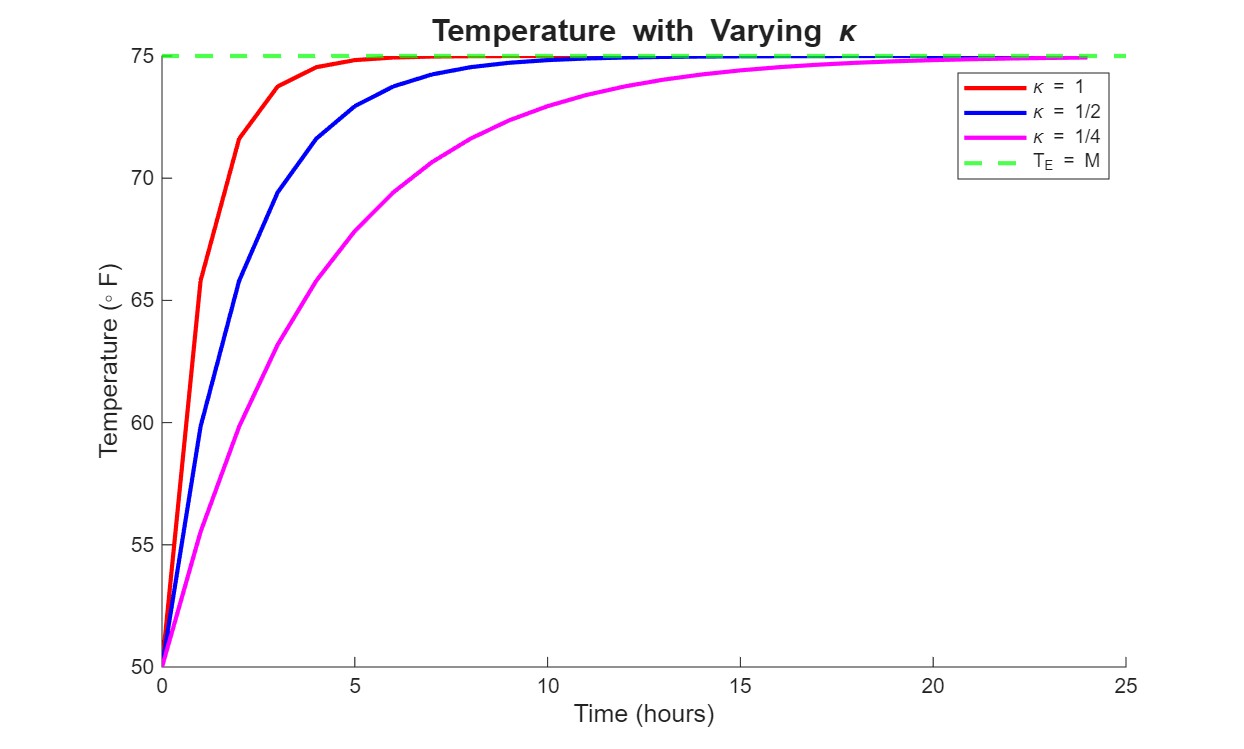 Temperature with Varying κ
75
70
65
60
55
50
0 5 10 15 20 25
Temperature (∘ F)
Time (hours)
κ = 1
κ = 1/2
κ = 1/4
T_E = M